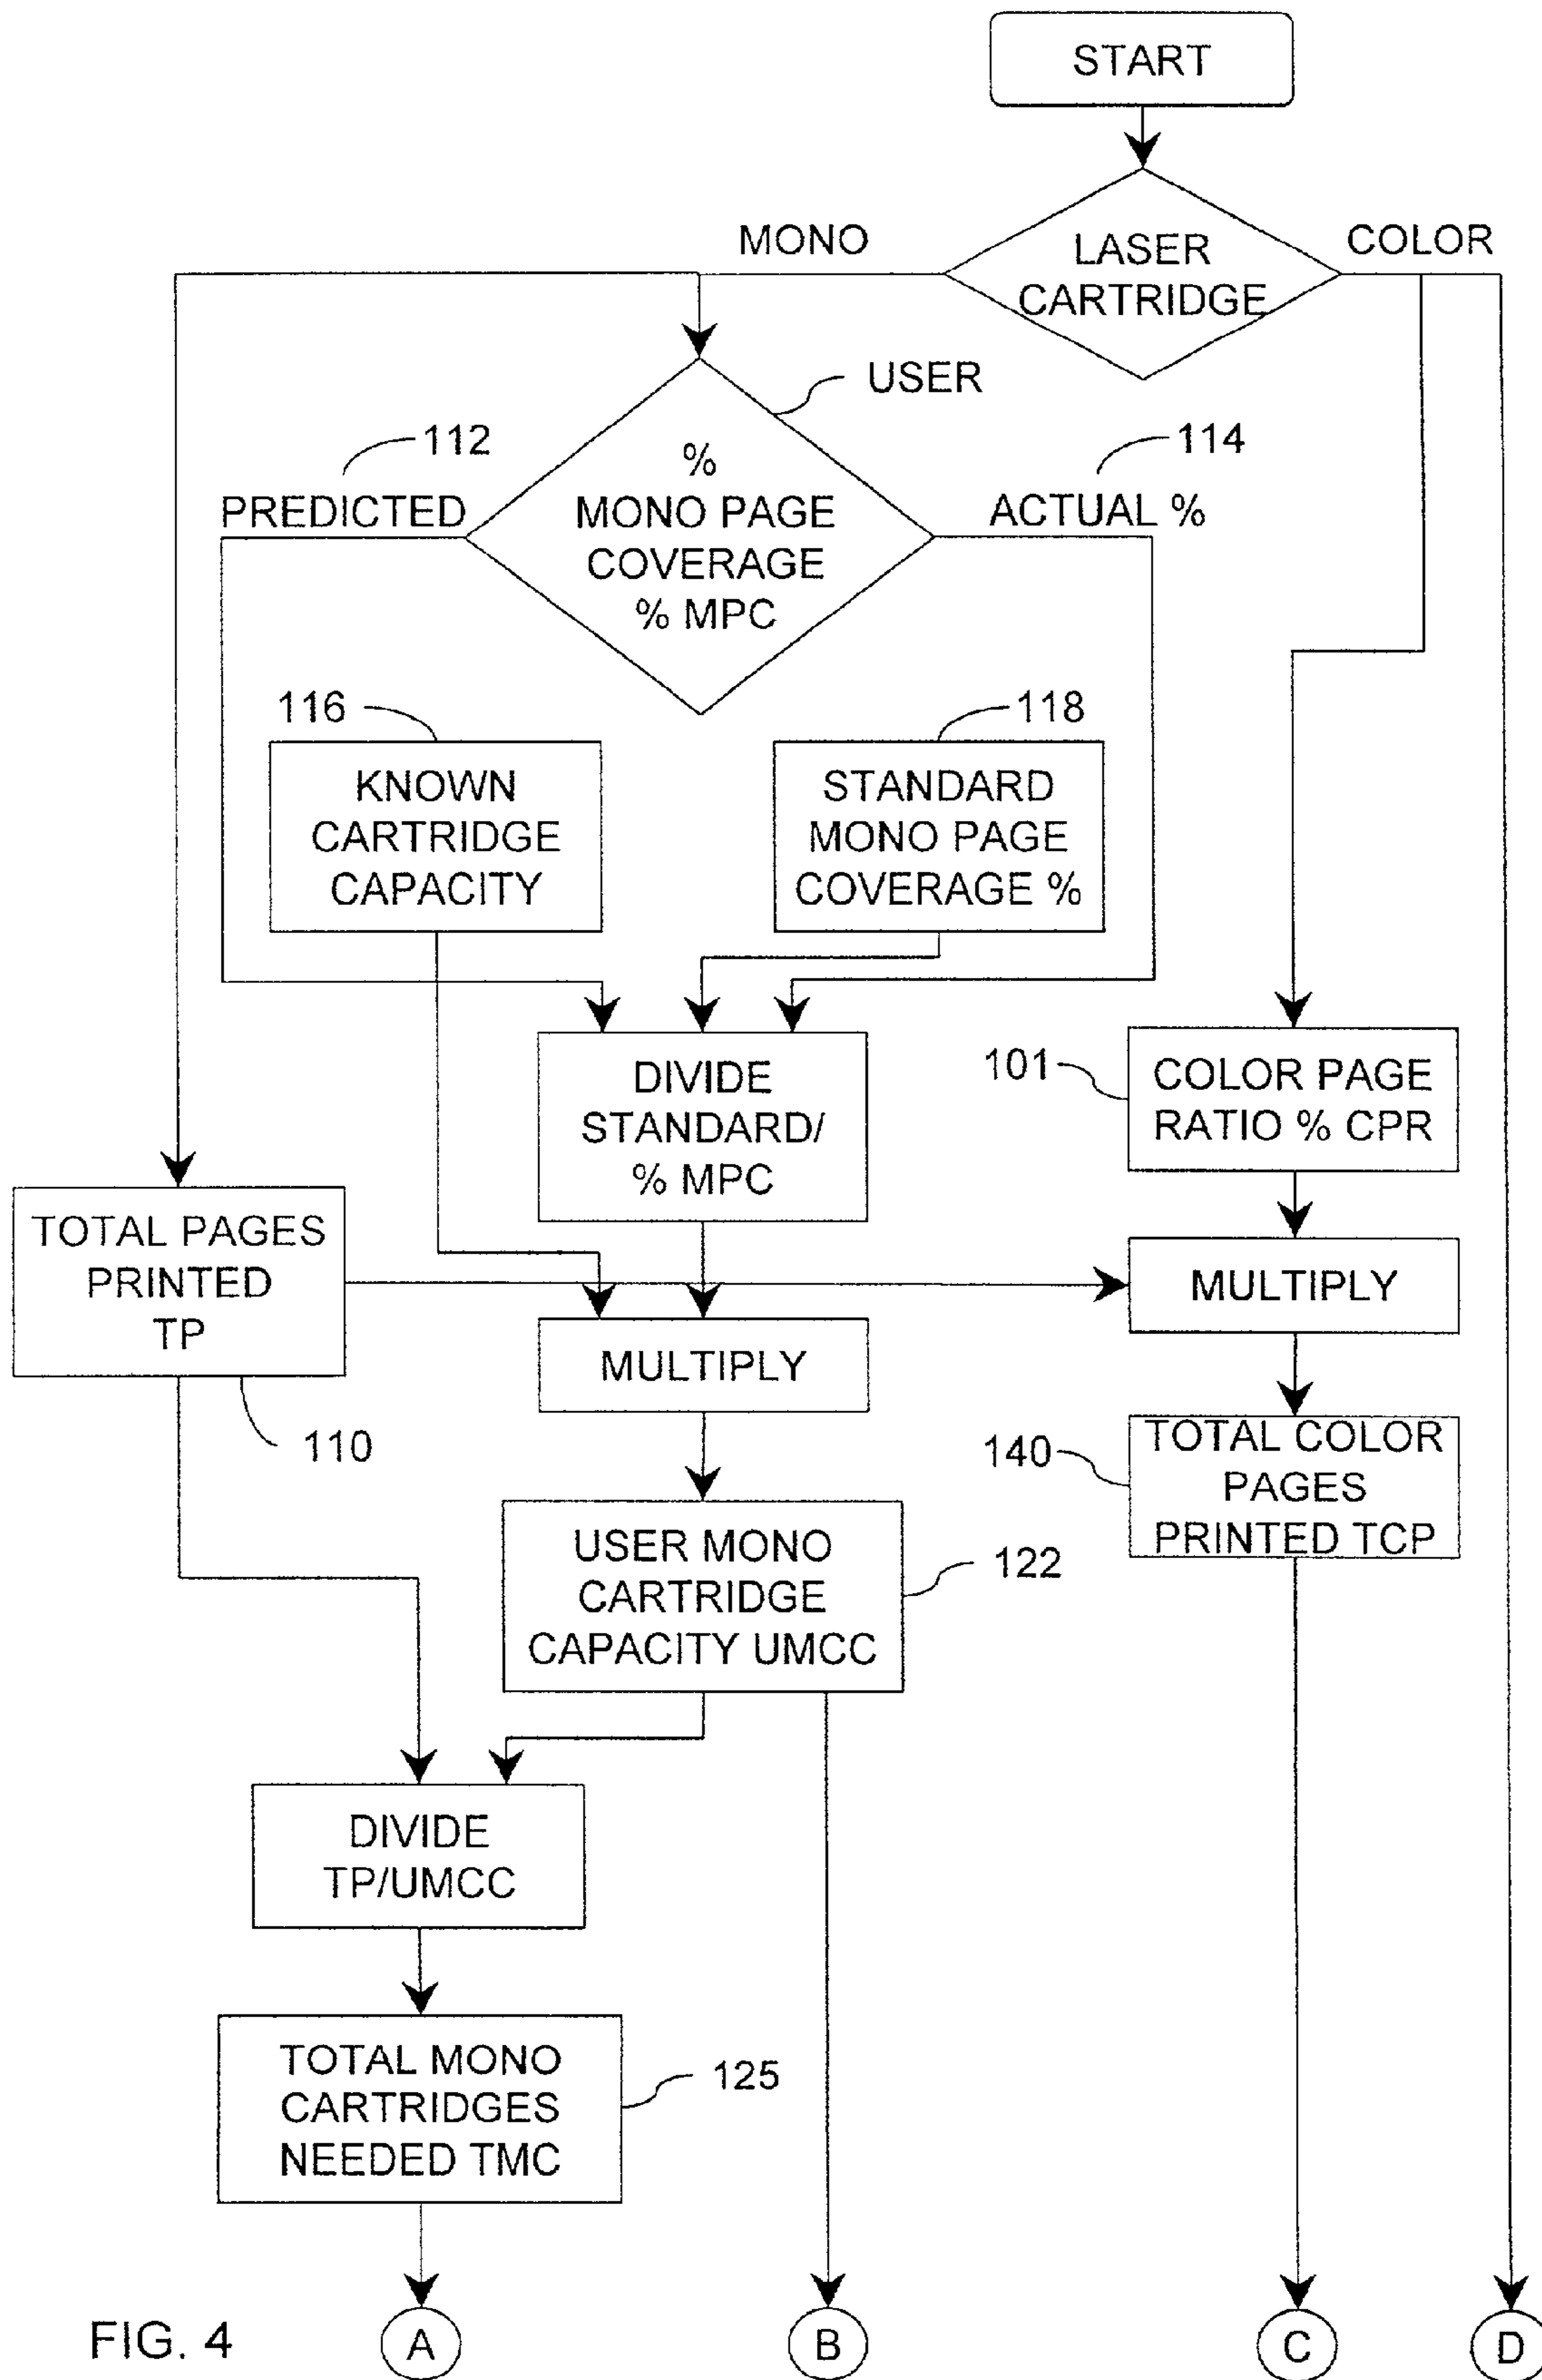 START
MONO
LASER
CARTRIDGE
COLOR
USER
112
PREDICTED
%
MONO PAGE
COVERAGE
% MPC
114
ACTUAL %
116
KNOWN
CARTRIDGE
CAPACITY
118
STANDARD
MONO PAGE
COVERAGE %
DIVIDE
STANDARD/
% MPC
101
COLOR PAGE
RATIO % CPR
TOTAL PAGES
PRINTED
TP
110
MULTIPLY
MULTIPLY
140
TOTAL COLOR
PAGES
PRINTED TCP
USER MONO
CARTRIDGE
CAPACITY UMCC
122
DIVIDE
TP/UMCC
TOTAL MONO
CARTRIDGES
NEEDED TMC
125
FIG. 4
A
B
C
D